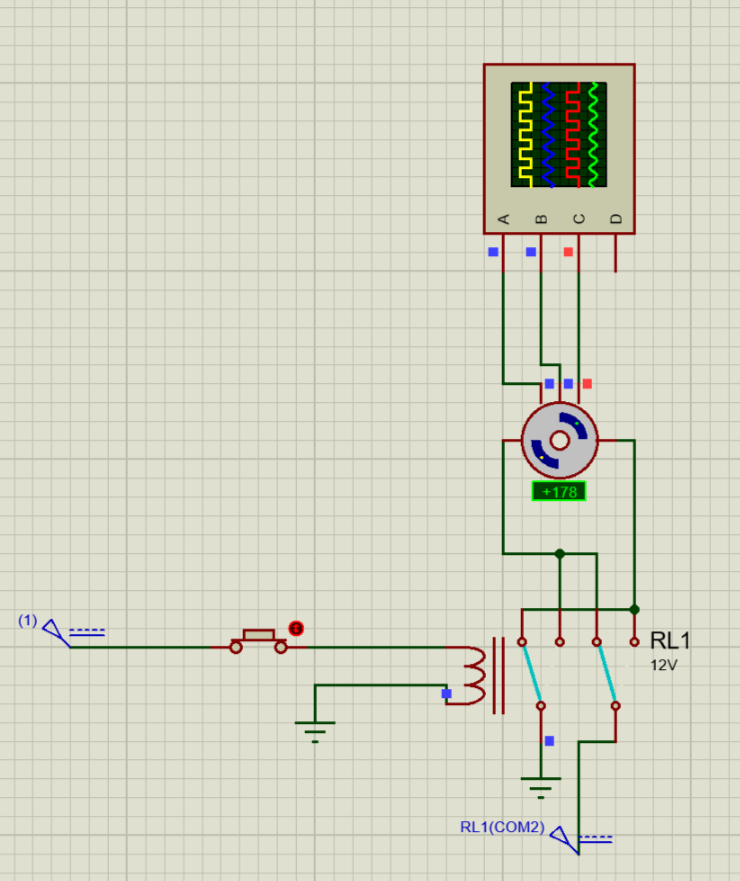 A B C D
+178
(1)
RL1
12V
RL1(COM2)